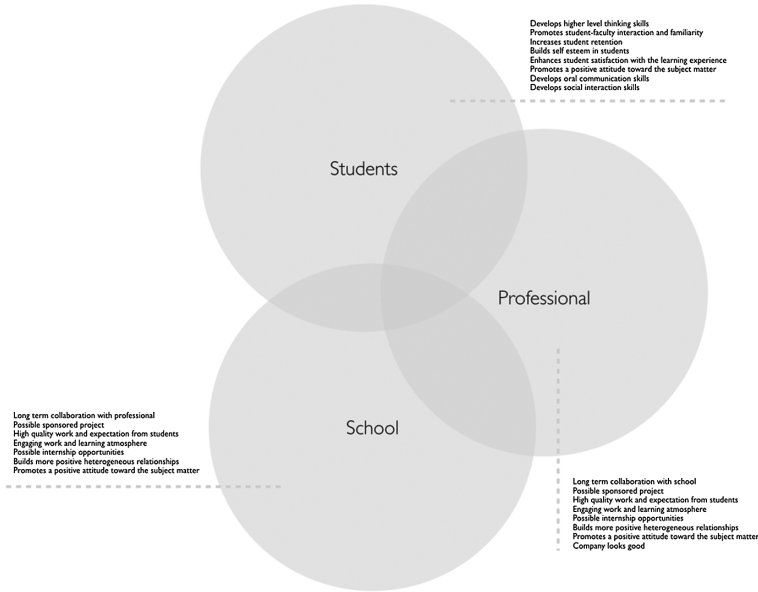 Develops higher level thinking skills
Promotes student-faculty interaction and familiarity
Increases student retention
Builds self esteem in students
Enhances student satisfaction with the learning experience
Promotes a positive attitude toward the subject matter
Develops oral communication skills
Develops social interaction skills
Students
Professional
School
Long term collaboration with professional
Possible sponsored project
High quality work and expectation from students
Engaging work and learning atmosphere
Possible internship opportunities
Builds more positive heterogeneous relationships
Promotes a positive attitude toward the subject matter
Long term collaboration with school
Possible sponsored project
High quality work and expectation from students
Engaging work and learning atmosphere
Possible internship opportunities
Builds more positive heterogeneous relationships
Promotes a positive attitude toward the subject matter
Company looks good